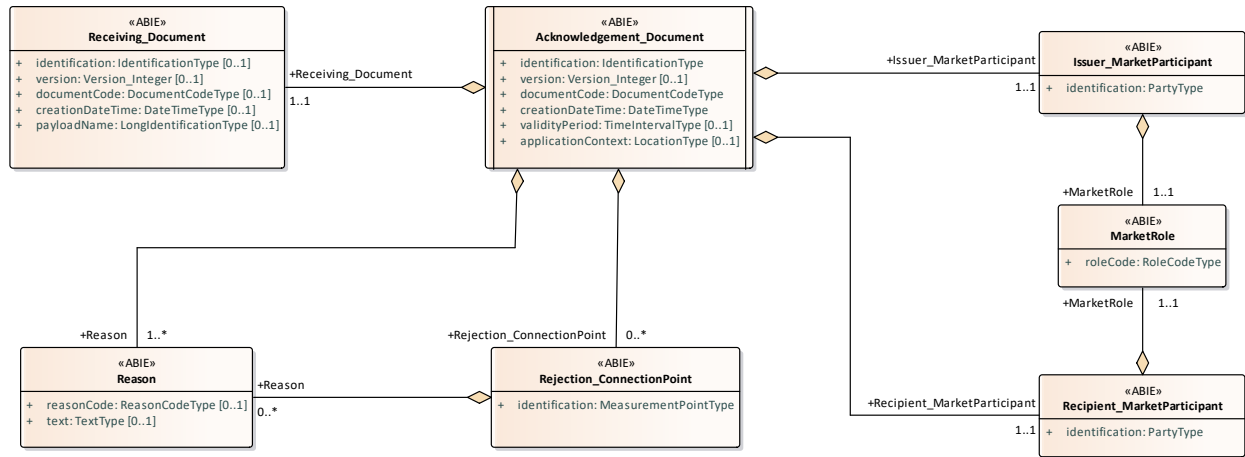 «ABIE»
Receiving_Document
+ identification: IdentificationType [0..1]
+ version: Version_Integer [0..1]
+ documentCode: DocumentCodeType [0..1]
+ creationDateTime: DateTimeType [0..1]
+ payloadName: LongIdentificationType [0..1]
+Receiving_Document
1..1
«ABIE»
Acknowledgement_Document
+ identification: IdentificationType
+ version: Version_Integer [0..1]
+ documentCode: DocumentCodeType
+ creationDateTime: DateTimeType
+ validityPeriod: TimeIntervalType [0..1]
+ applicationContext: LocationType [0..1]
+Issuer_MarketParticipant
1..1
«ABIE»
Issuer_MarketParticipant
+ identification: PartyType
+MarketRole
1..1
«ABIE»
MarketRole
+ roleCode: RoleCodeType
+MarketRole
1..1
+Reason
1..*
+Rejection_ConnectionPoint
0..*
«ABIE»
Reason
+ reasonCode: ReasonCodeType [0..1]
+ text: TextType [0..1]
+Reason
0..*
«ABIE»
Rejection_ConnectionPoint
+ identification: MeasurementPointType
+Recipient_MarketParticipant
1..1
«ABIE»
Recipient_MarketParticipant
+ identification: PartyType